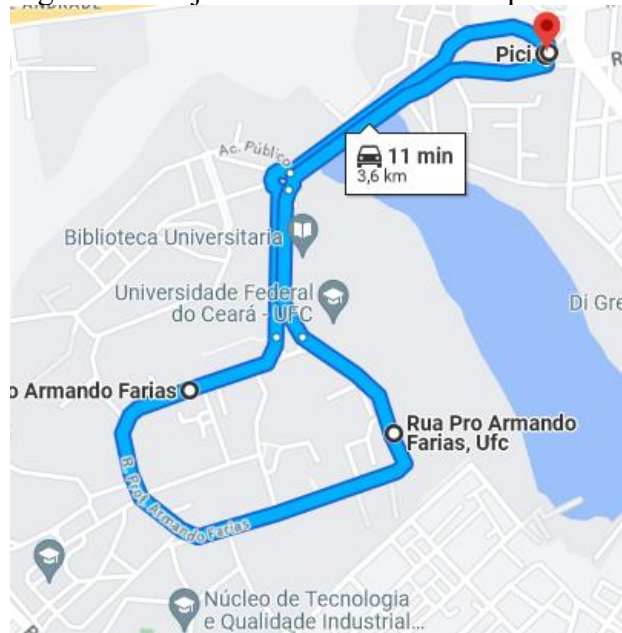 ANDRADE
Pici
Ac. Público
11 min
3,6 km
Biblioteca Universitaria
Universidade Federal
do Ceará - UFC
Di Gre
o Armando Farias
Rua Pro Armando
Farias, Ufc
R. Prof. Armando Farias
Núcleo de Tecnologia
e Qualidade Industrial...